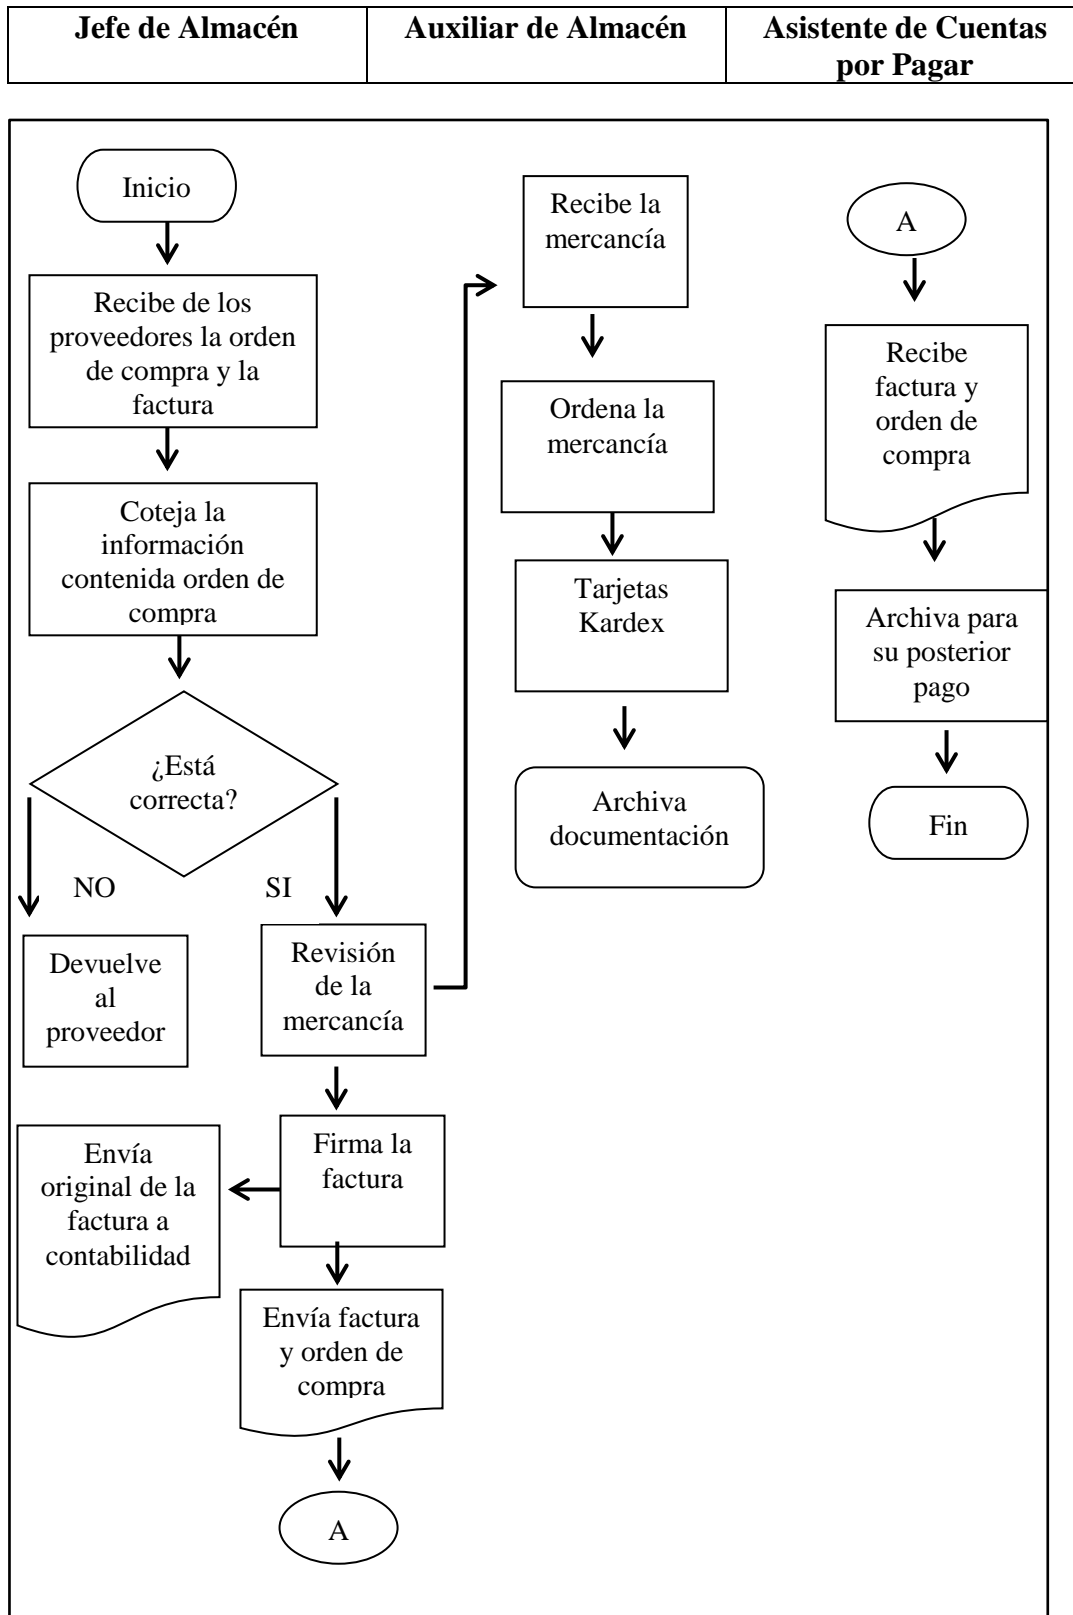 Jefe de Almacén
Auxiliar de Almacén
Asistente de Cuentas
por Pagar
Inicio
Recibe de los
proveedores la orden
de compra y la
factura
Coteja la
información
contenida orden de
compra
¿Está
correcta?
NO
SI
Devuelve
al
proveedor
Revisión
de la
mercancía
Firma la
factura
Envía
original de la
factura a
contabilidad
Envía factura
y orden de
compra
A
Recibe la
mercancía
Ordena la
mercancía
Tarjetas
Kardex
Archiva
documentación
A
Recibe
factura y
orden de
compra
Archiva para
su posterior
pago
Fin